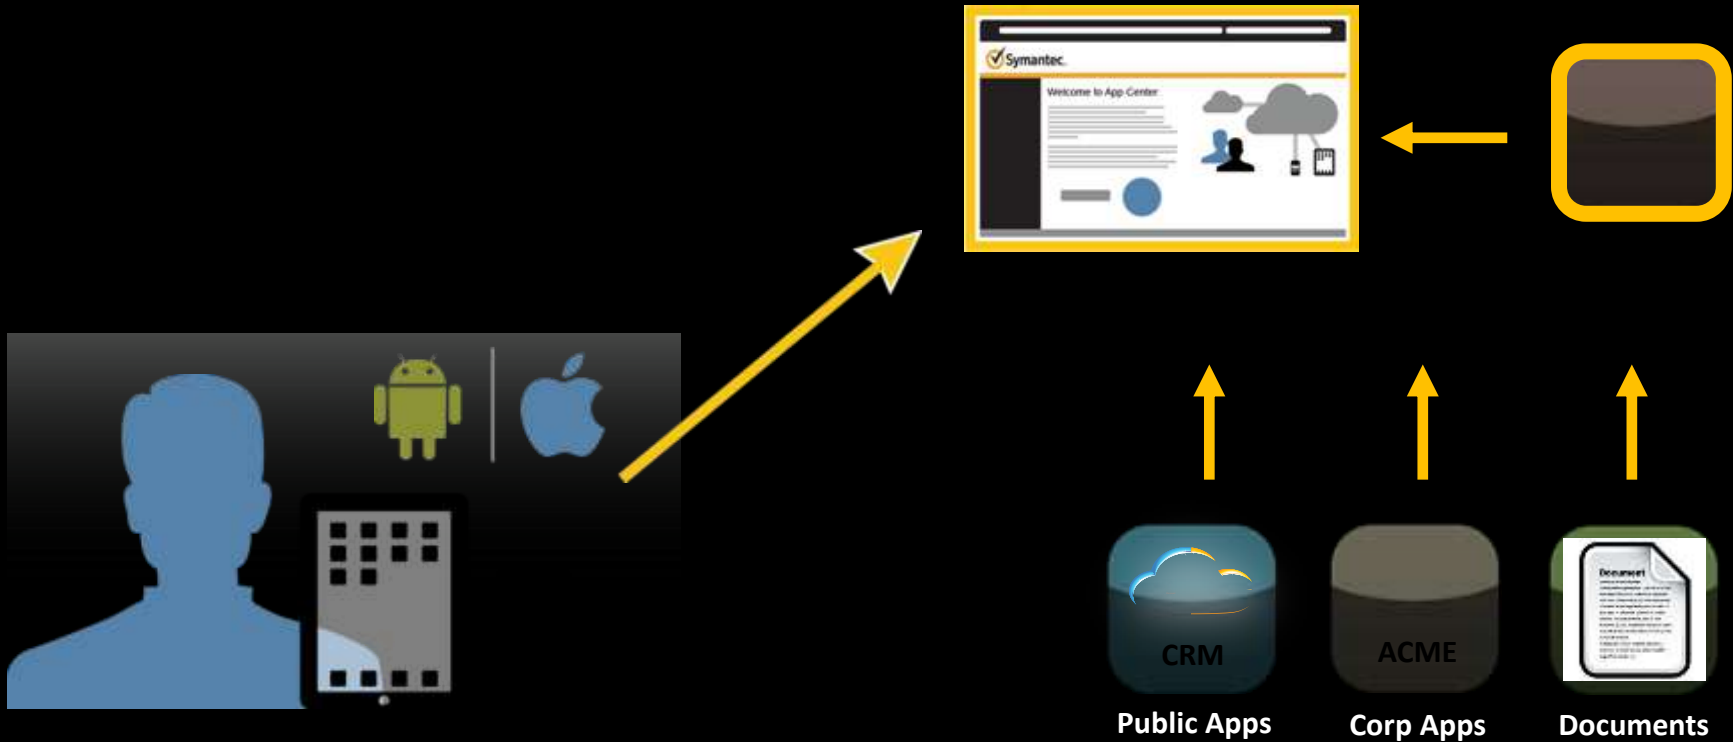 Symantec.
Welcome to App Center
Document
CRM
ACME
Public Apps
Corp Apps
Documents